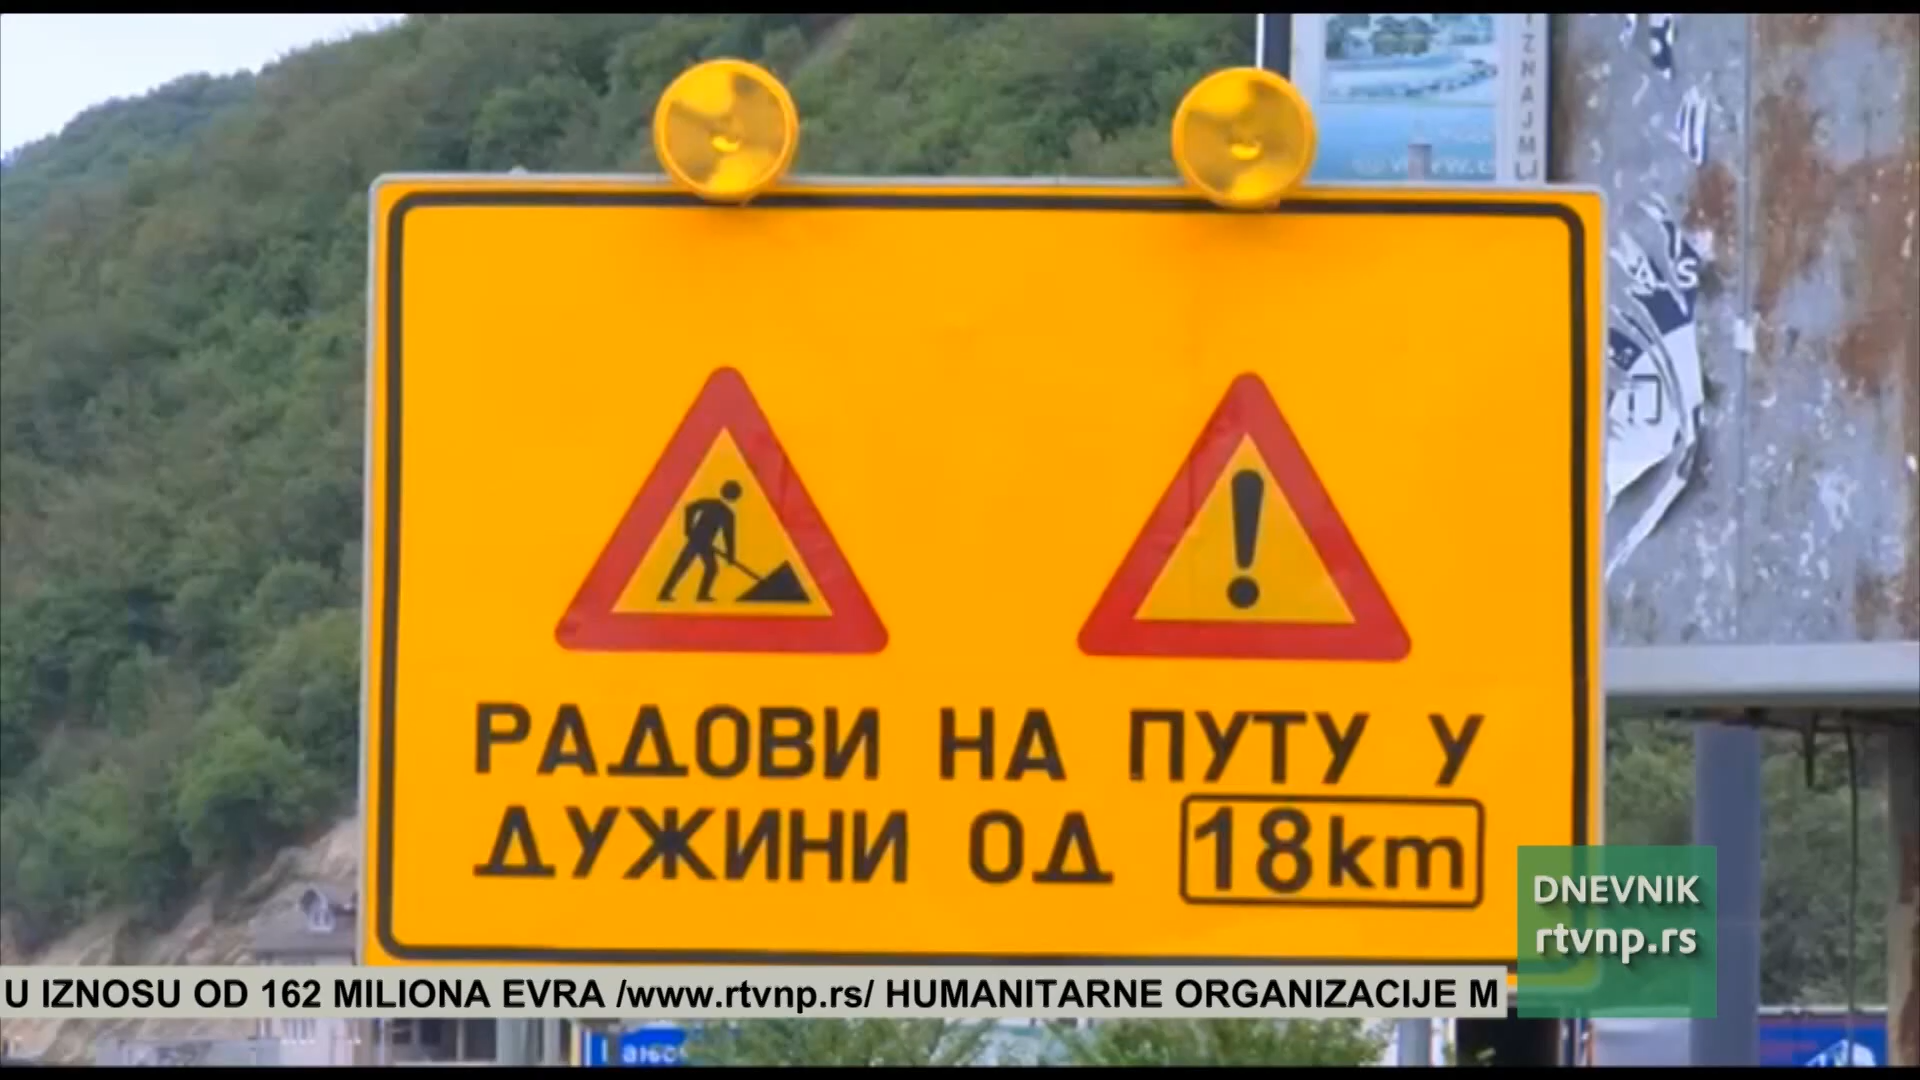 IZNAJMLJ
РАДОВИ НА ПУТУ У
ДУЖИНИ ОД 18km
DNEVNIK
rtvnp.rs
U IZNOSU OD 162 MILIONA EVRA /www.rtvnp.rs/ HUMANITARNE ORGANIZACIJE M